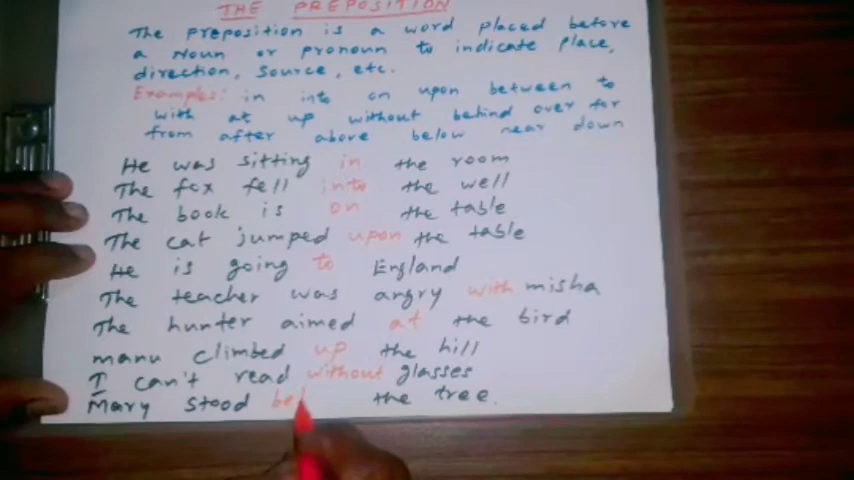 THE PREPOSITION
The preposition is a word placed before
a Noun or pronoun to indicate place,
direction, source, etc.
Examples: in into on upon between to
with at up without behind over for
from after above below near down
He was sitting in the room
The fox fell into the well
The book is on the table
The cat jumped upon the table
He is going to England
The teacher was angry with misha
The hunter aimed at the bird
manu climbed up the hill
I can't read without glasses
Mary stood be the tree.